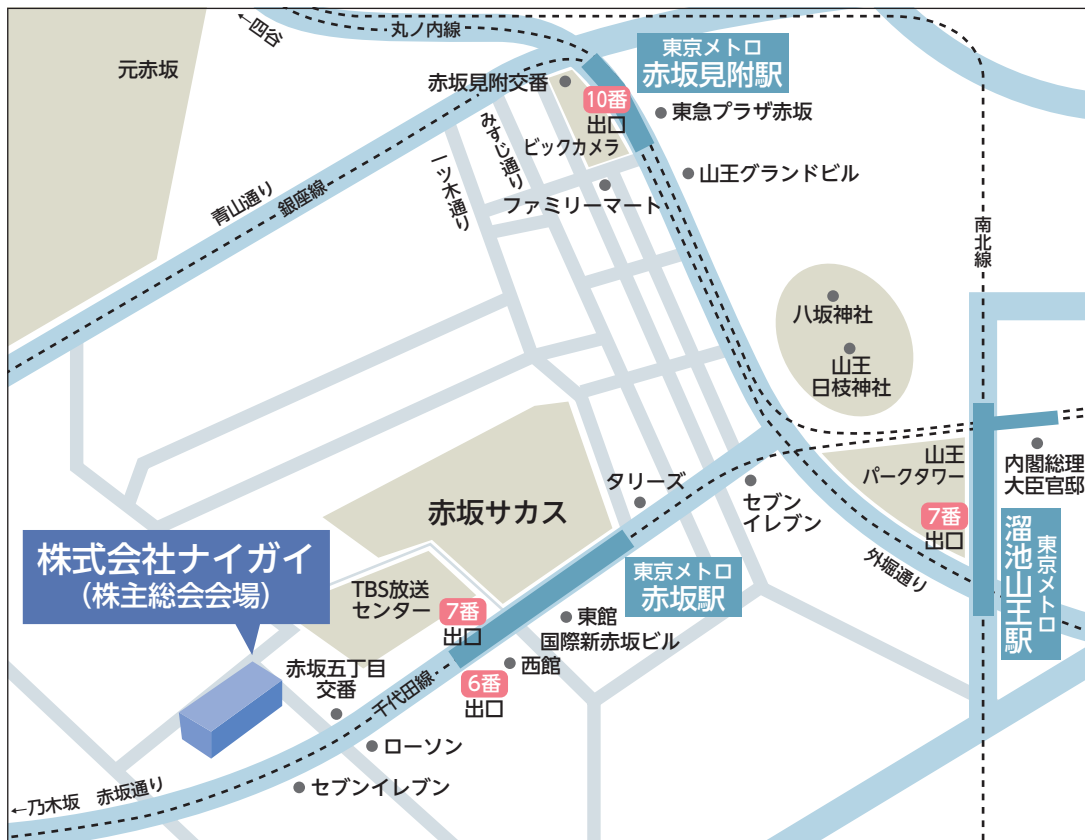 ←四谷
丸ノ内線
東京メトロ
赤坂見附駅
元赤坂
赤坂見附交番
10番
出口
東急プラザ赤坂
ビックカメラ
みすじ通り
一ツ木通り
山王グランドビル
ファミリーマート
青山通り
銀座線
南北線
八坂神社
山王
日枝神社
山王
パークタワー
内閣総理
大臣官邸
7番
出口
東京メトロ
溜池山王駅
外堀通り
タリーズ
セブン
イレブン
赤坂サカス
株式会社ナイガイ
(株主総会会場)
TBS放送
センター
7番
出口
東京メトロ
赤坂駅
東館
国際新赤坂ビル
西館
6番
出口
赤坂五丁目
交番
千代田線
ローソン
セブンイレブン
←乃木坂
赤坂通り